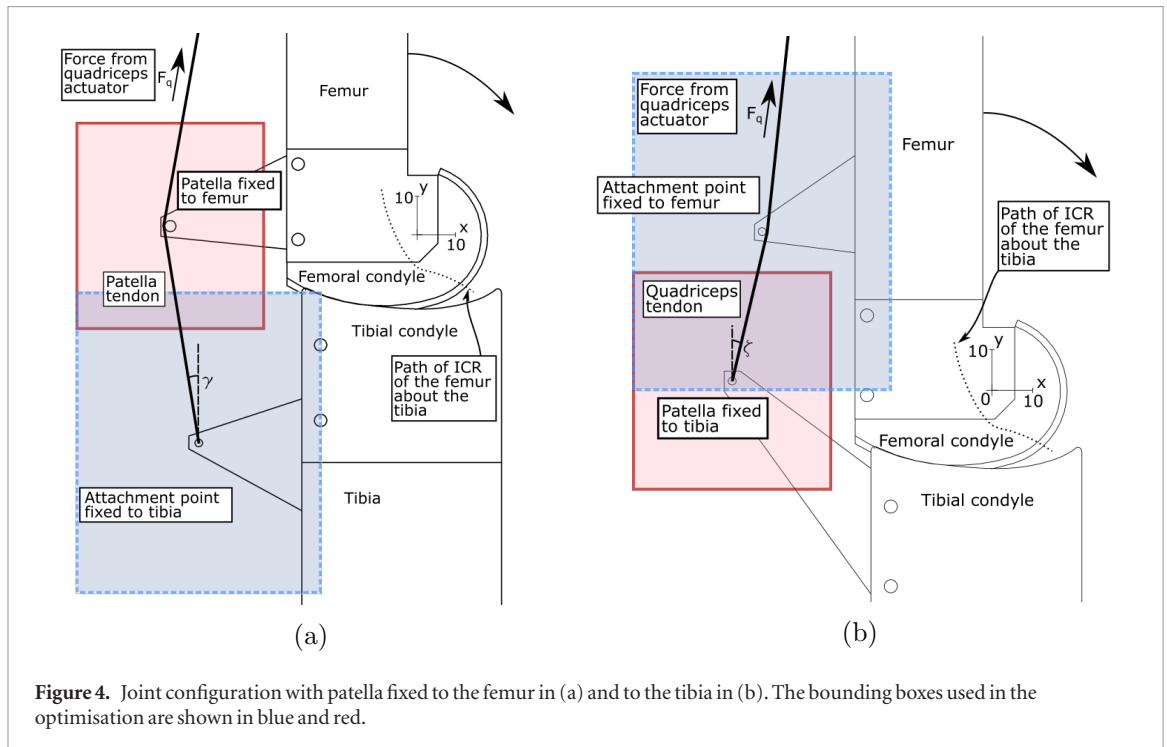 Force from
quadriceps
actuator
Fq
Femur
Patella fixed
to femur
10
y
x
10
Patella
tendon
Femoral condyle
Tibial condyle
γ
Path of ICR
of the femur
about the
tibia
Attachment point
fixed to tibia
Tibia
(a)
Force from
quadriceps
actuator
Fq
Femur
Attachment point
fixed to femur
Path of ICR
of the femur
about the
tibia
Quadriceps
tendon
ζ
10
y
x
0
10
Patella fixed
to tibia
Femoral condyle
Tibial condyle
(b)
Figure 4. Joint configuration with patella fixed to the femur in (a) and to the tibia in (b). The bounding boxes used in the
optimisation are shown in blue and red.